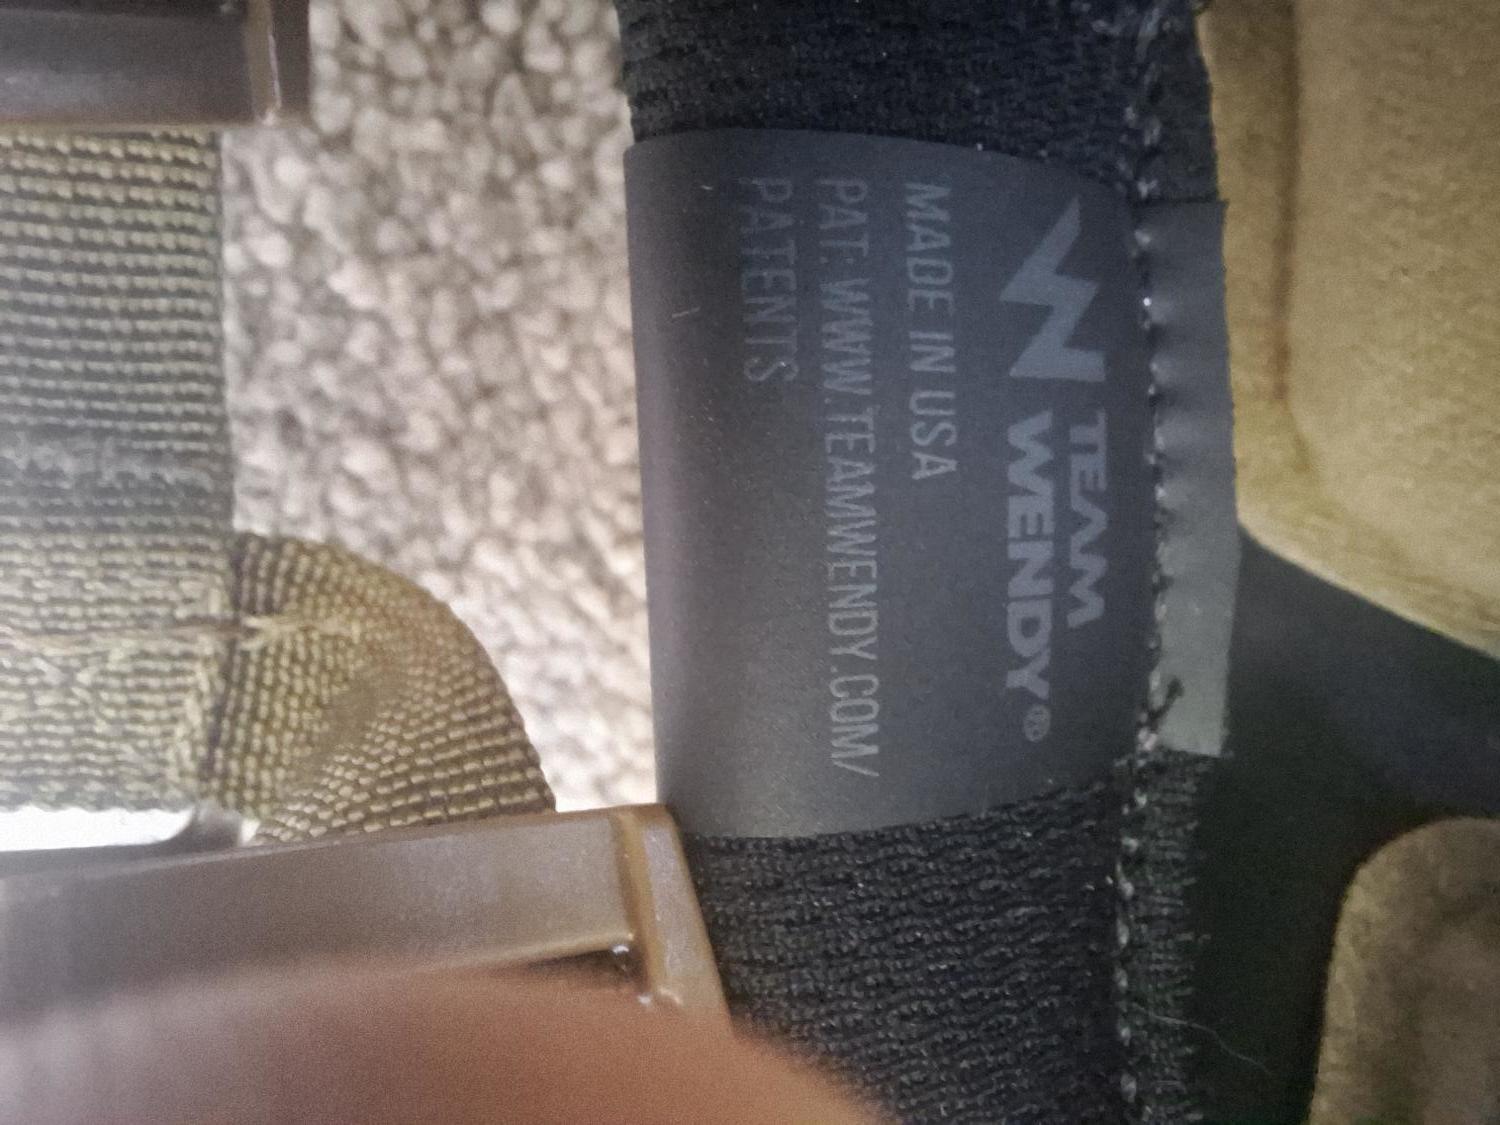 TEAM
WENDY®
MADE IN USA
PAT: WWW.TEAMWENDY.COM/
PATENTS